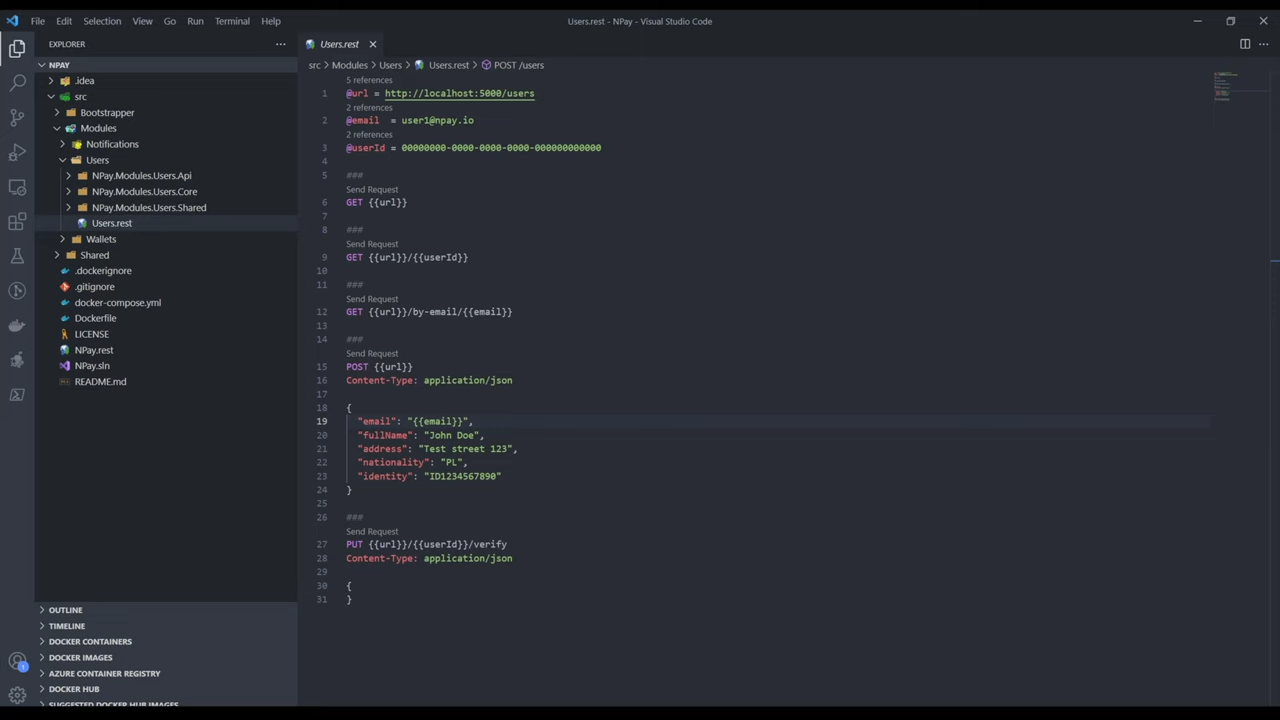 File Edit Selection View Go Run Terminal Help
Users.rest - NPay - Visual Studio Code
EXPLORER
NPAY
.idea
src
Bootstrapper
Modules
Notifications
Users
NPay.Modules.Users.Api
NPay.Modules.Users.Core
NPay.Modules.Users.Shared
Users.rest
Wallets
Shared
.dockerignore
.gitignore
docker-compose.yml
Dockerfile
LICENSE
NPay.rest
NPay.sln
README.md
OUTLINE
TIMELINE
DOCKER CONTAINERS
DOCKER IMAGES
AZURE CONTAINER REGISTRY
DOCKER HUB
SUGGESTED DOCKER HUB IMAGES
1
Users.rest
src > Modules > Users > Users.rest > POST /users
5 references
1 @url = http://localhost:5000/users
2 references
2 @email = user1@npay.io
2 references
3 @userId = 00000000-0000-0000-0000-000000000000
4
5 ###
Send Request
6 GET {{url}}
7
8 ###
Send Request
9 GET {{url}}/{{userId}}
10
11 ###
Send Request
12 GET {{url}}/by-email/{{email}}
13
14 ###
Send Request
15 POST {{url}}
16 Content-Type: application/json
17
18 {
19 "email": "{{email}}",
20 "fullName": "John Doe",
21 "address": "Test street 123",
22 "nationality": "PL",
23 "identity": "ID1234567890"
24 }
25
26 ###
Send Request
27 PUT {{url}}/{{userId}}/verify
28 Content-Type: application/json
29
30 {
31 }